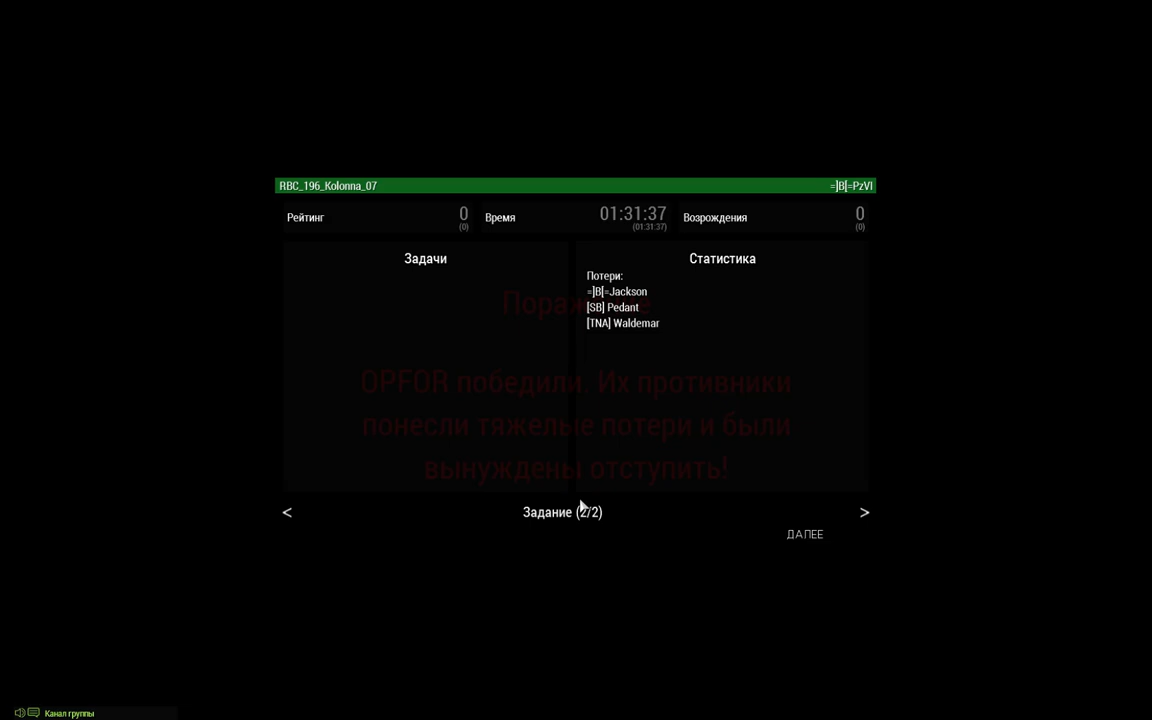 RBC_196_Kolonna_07 =]B[=PzVI
Рейтинг 0 (0) Время 01:31:37 (01:31:37) Возрождения 0 (0)
Задачи
Статистика
Потери:
=]B[=Jackson
[SB] Pedant
[TNA] Waldemar
Поражение
OPFOR победили. Их противники
понесли тяжелые потери и были
вынуждены отступить!
< Задание (2/2) >
ДАЛЕЕ
Канал группы